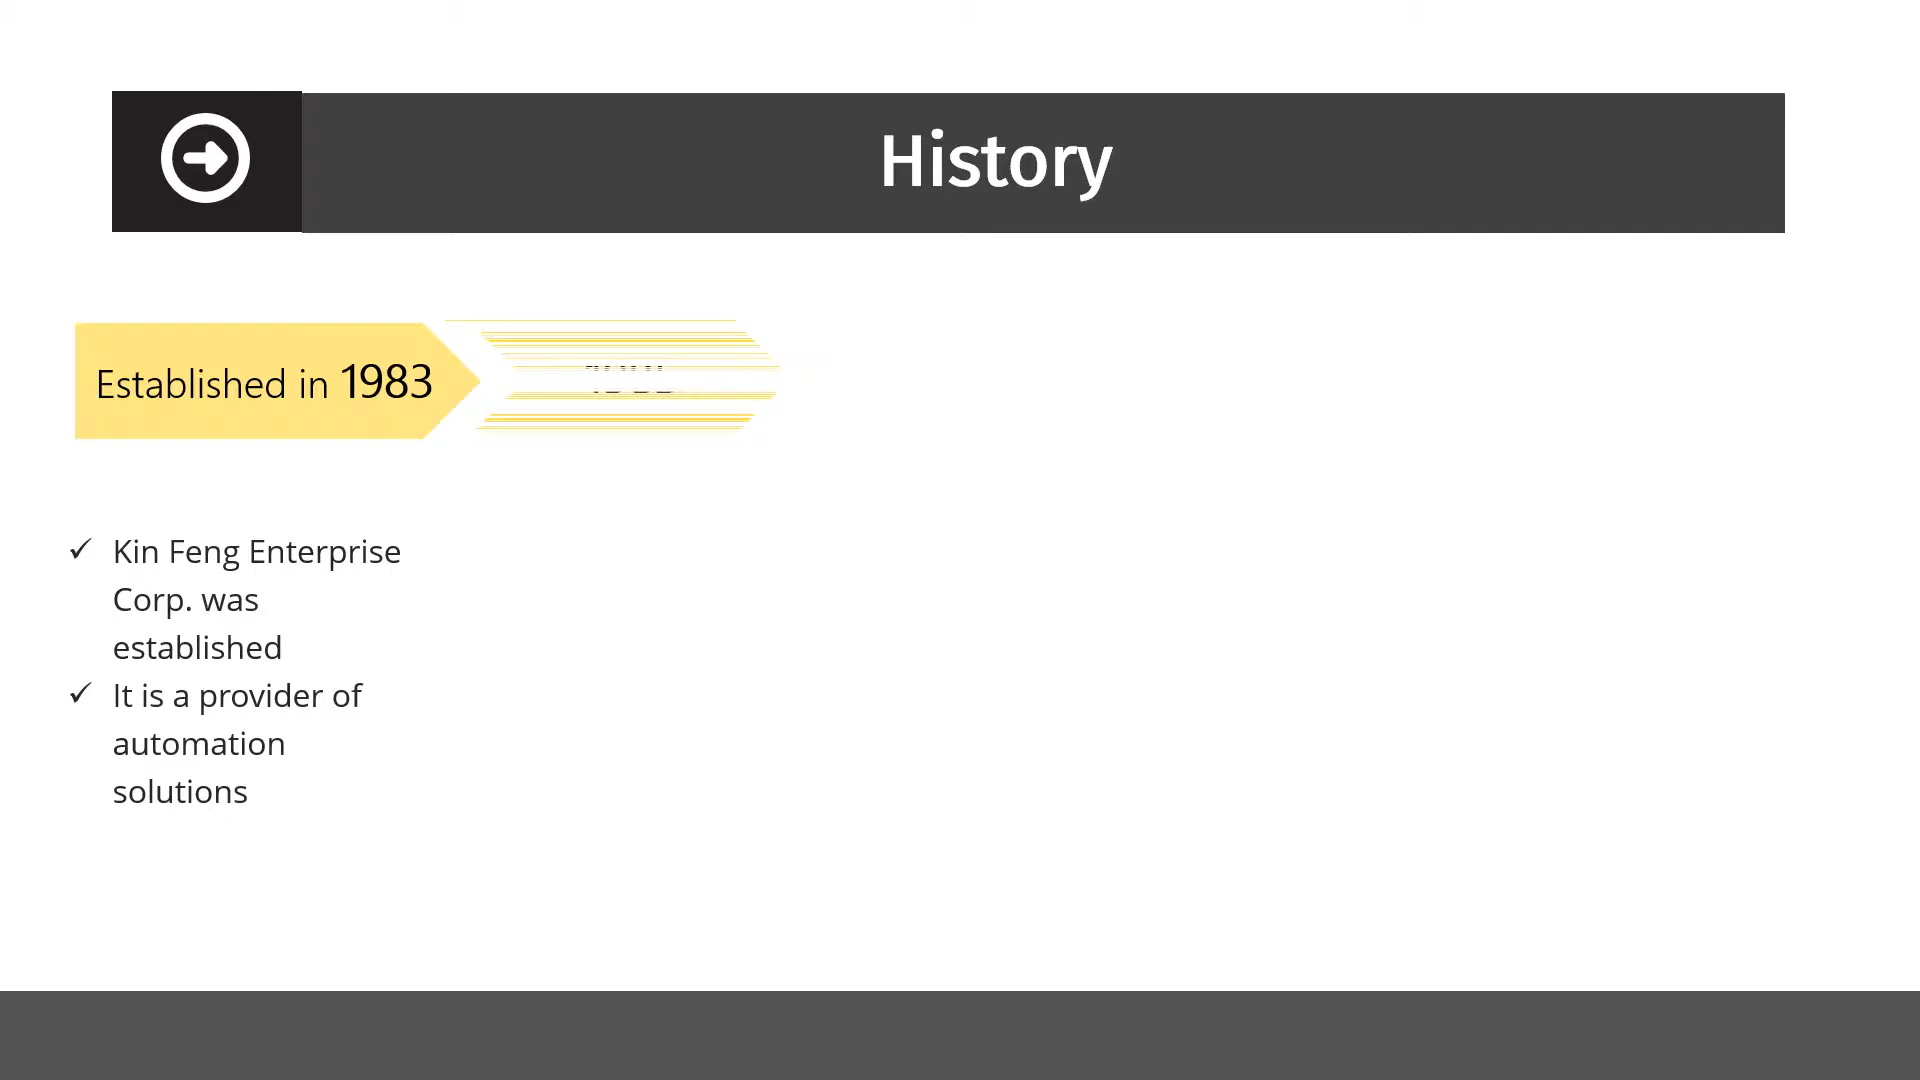 History
Established in 1983
Kin Feng Enterprise
Corp. was
established
It is a provider of
automation
solutions